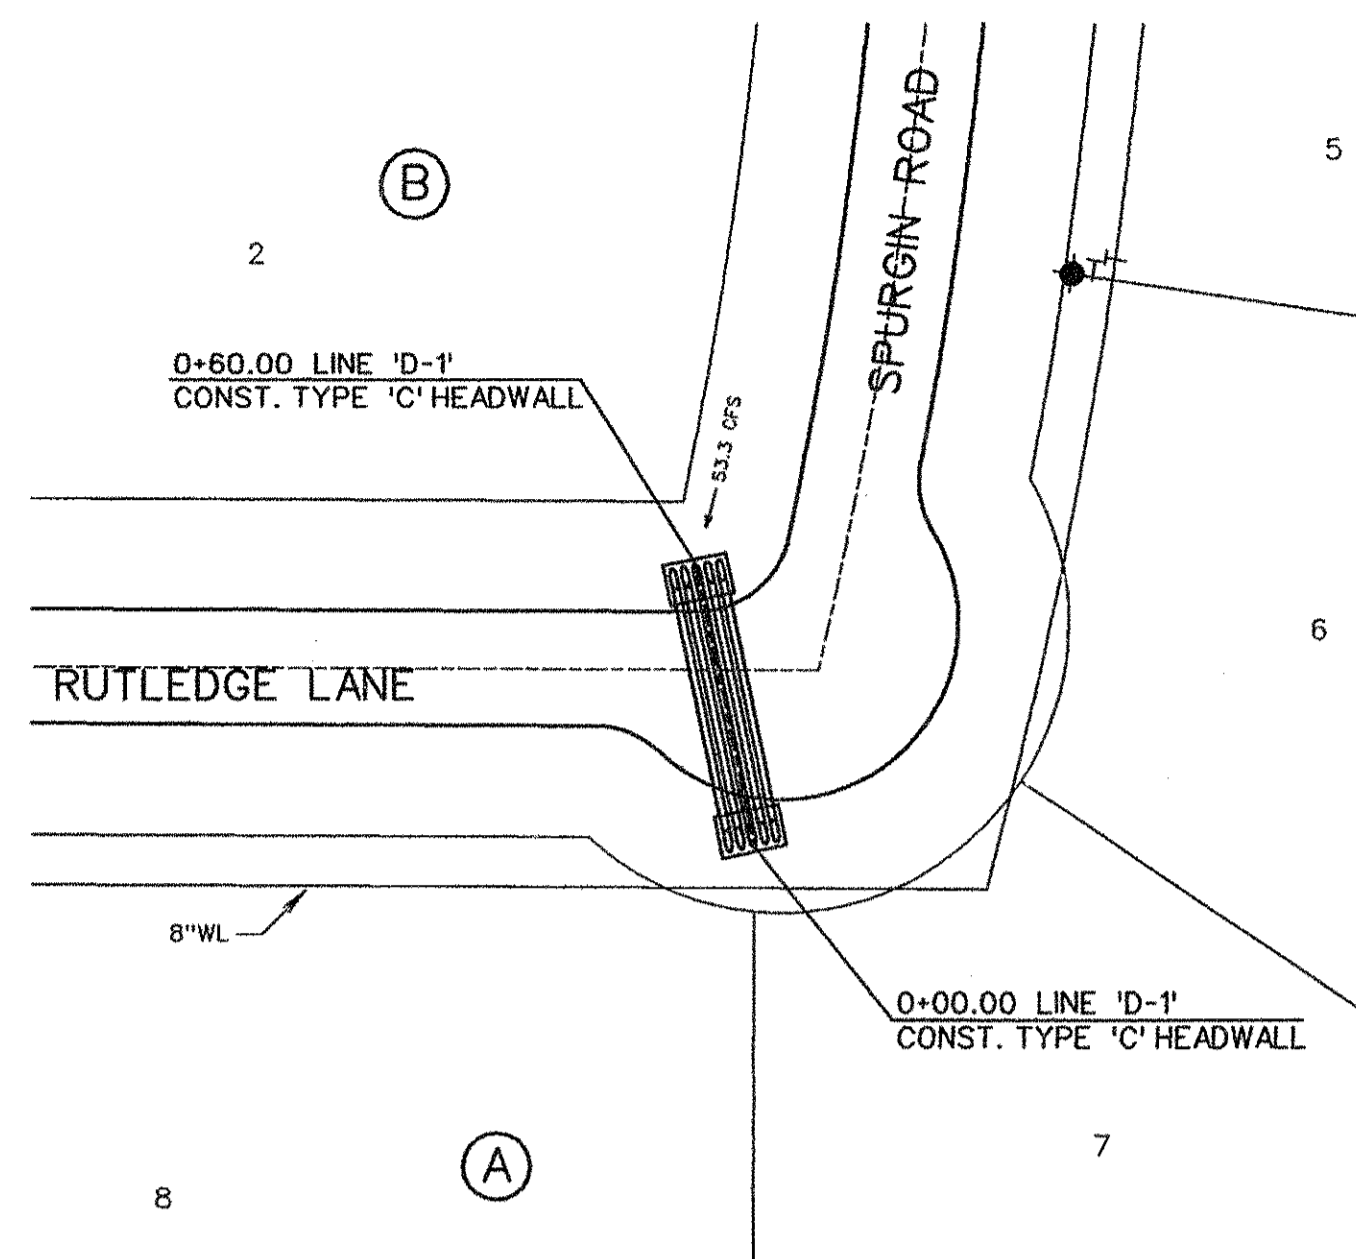 SPURGIN ROAD
5
B
2
0+60.00 LINE 'D-1'
CONST. TYPE 'C' HEADWALL
53.3 CFS
6
RUTLEDGE LANE
8"WL
0+00.00 LINE 'D-1'
CONST. TYPE 'C' HEADWALL
7
A
8